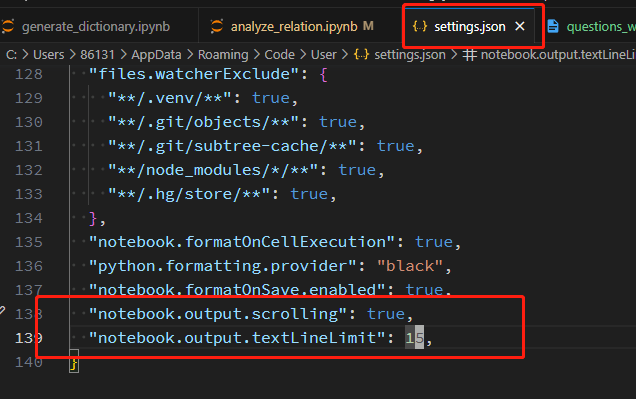 generate_dictionary.ipynb analyze_relation.ipynb M settings.json × questions_w
C: > Users > 86131 > AppData > Roaming > Code > User > {..} settings.json > # notebook.output.textLineLi
128 "files.watcherExclude": {
129 "**/.venv/**": true,
130 "**/.git/objects/**": true,
131 "**/.git/subtree-cache/**": true,
132 "**/node_modules/*/**": true,
133 "**/.hg/store/**": true,
134 },
135 "notebook.formatOnCellExecution": true,
136 "python.formatting.provider": "black",
137 "notebook.formatOnSave.enabled": true,
138 "notebook.output.scrolling": true,
139 "notebook.output.textLineLimit": 15,
140 }